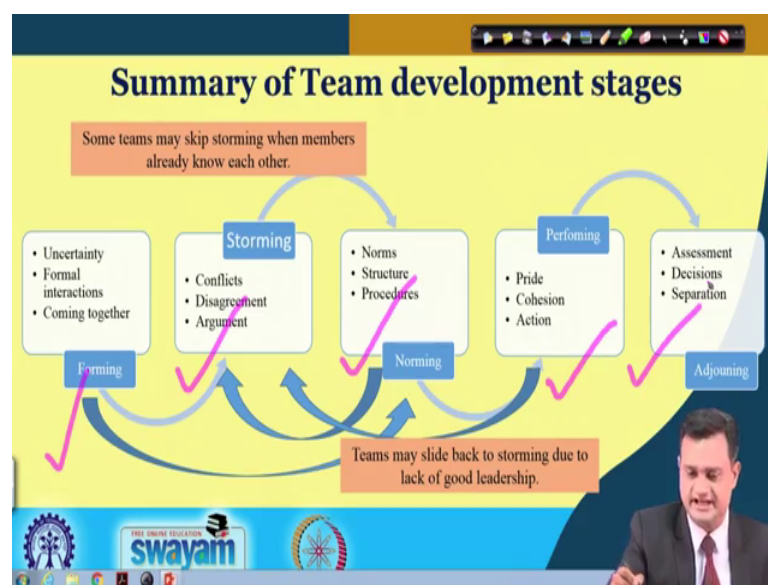 Summary of Team development stages
Some teams may skip storming when members
already know each other.
• Uncertainty
• Formal
interactions
• Coming together
Forming
Storming
• Conflicts
• Disagreement
• Argument
• Norms
• Structure
• Procedures
Norming
Perfoming
• Pride
• Cohesion
• Action
• Assessment
• Decisions
• Separation
Adjouning
Teams may slide back to storming due to
lack of good leadership.
FREE ONLINE EDUCATION
swayam